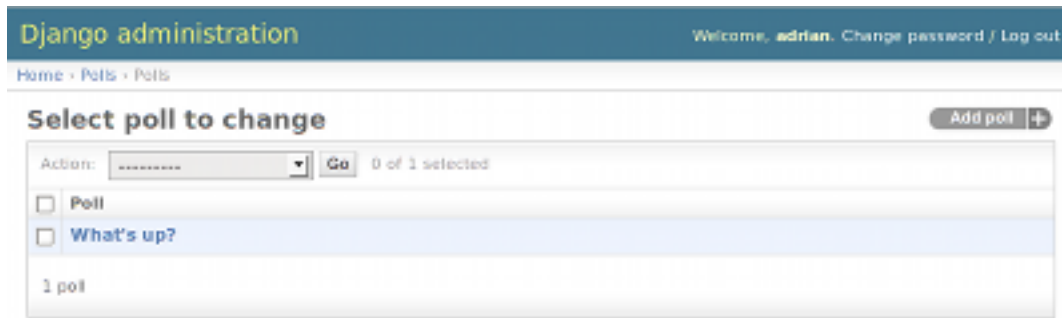 Django administration
Welcome, adrian. Change password / Log out
Home › Polls › Polls
Select poll to change
Add poll +
Action: --------- Go 0 of 1 selected
Poll
What's up?
1 poll